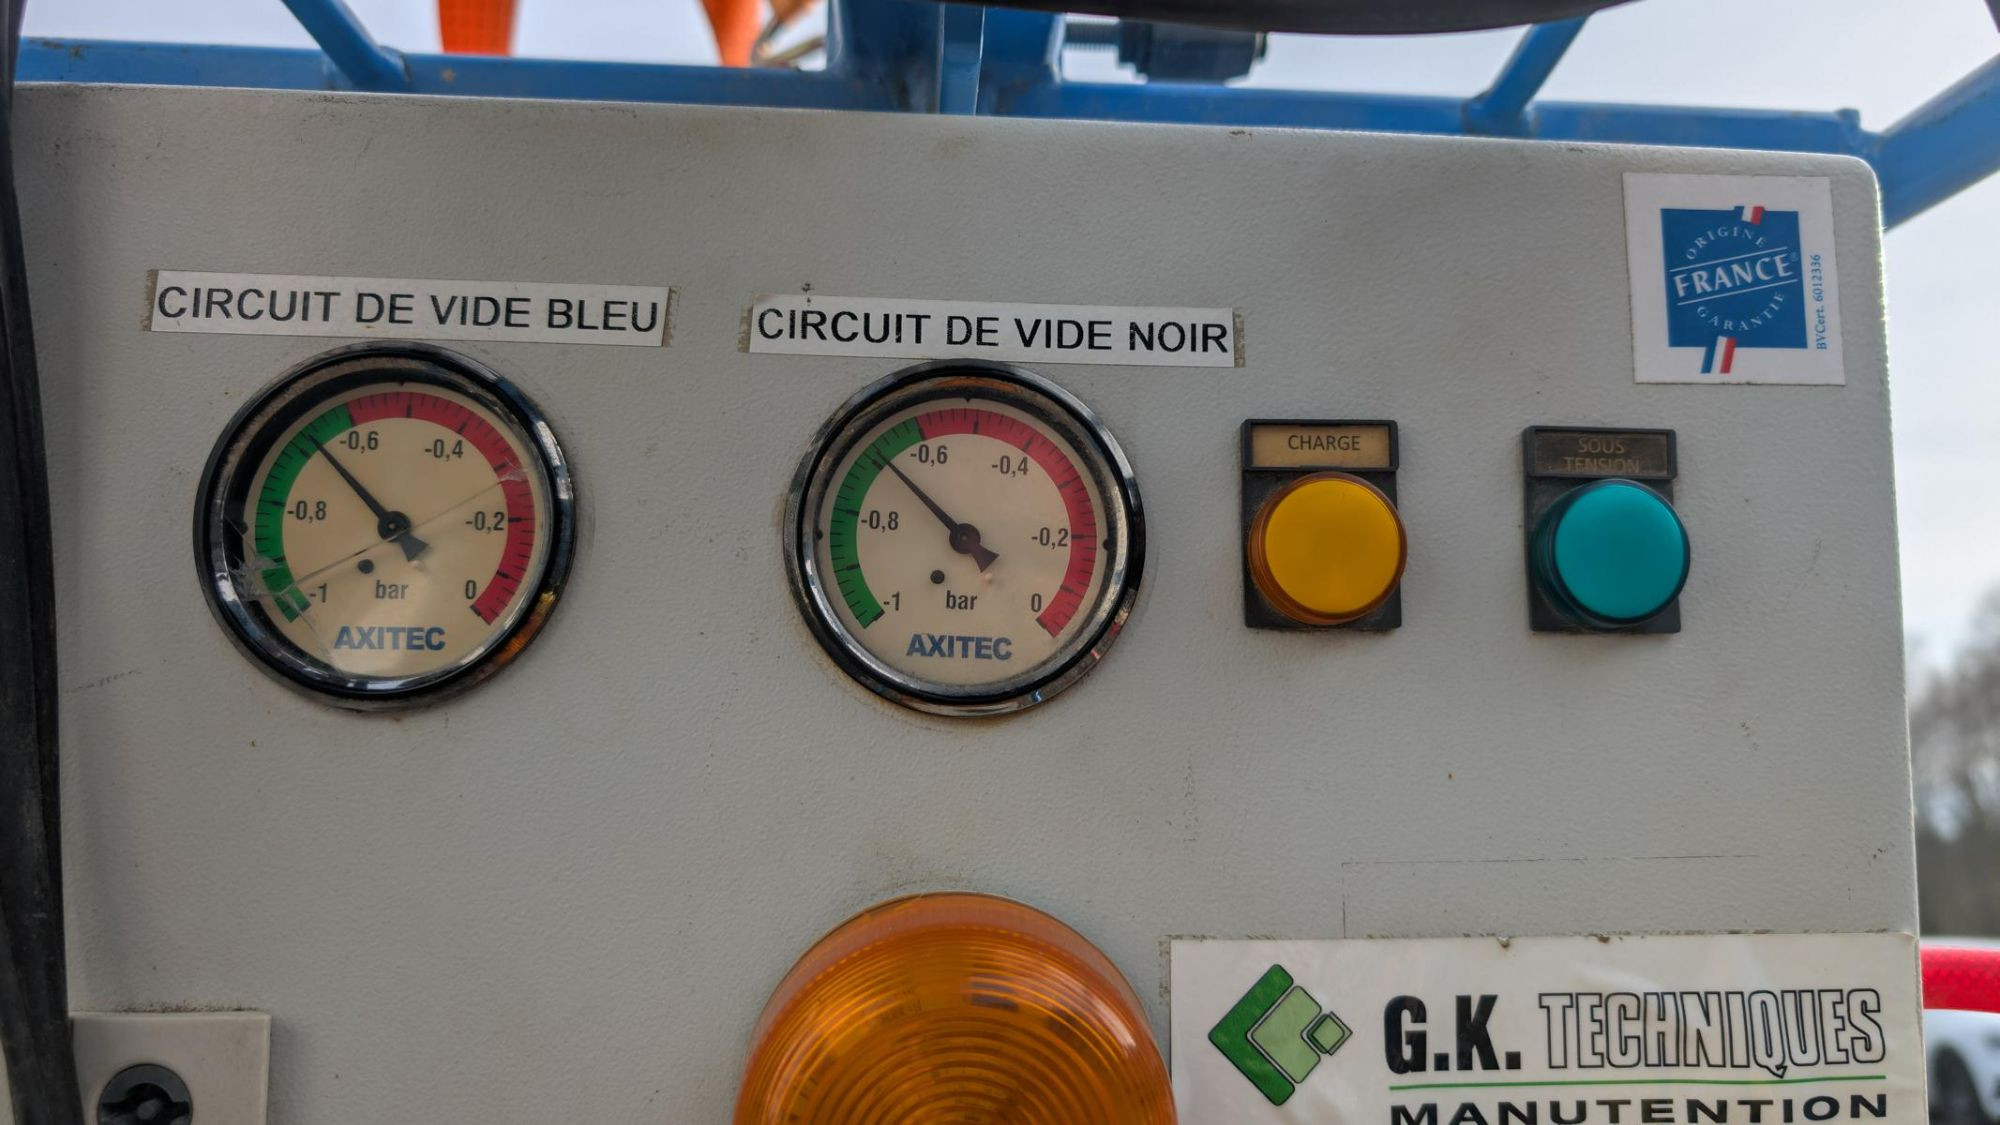 CIRCUIT DE VIDE BLEU
-1
-0,8
-0,6
-0,4
-0,2
0
bar
AXITEC
CIRCUIT DE VIDE NOIR
-1
-0,8
-0,6
-0,4
-0,2
0
bar
AXITEC
CHARGE
SOUS
TENSION
ORIGINE
FRANCE®
GARANTIE
BVCert. 6012336
G.K. TECHNIQUES
MANUTENTION